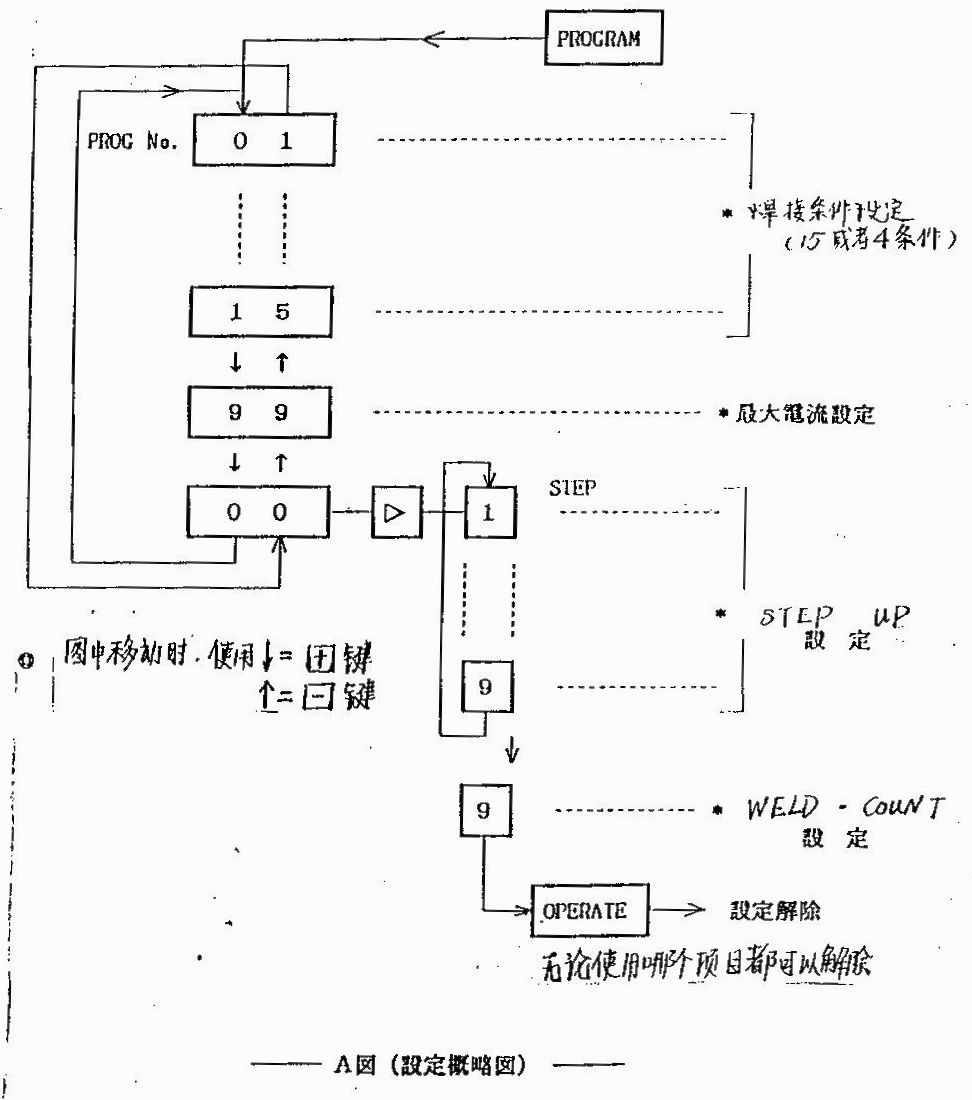 PROGRAM
PROG No. 0 1
* 焊接条件设定
(15或者4条件)
1 5
↓ ↑
9 9 * 最大電流設定
↓ ↑
0 0 ▷ 1 STEP
* STEP UP
設 定
图中移动时.使用↓=[+]键
↑=[-]键
9
↓
9 * WELD - COUNT
設 定
OPERATE 設定解除
无论使用哪个项目都可以解除
A図(設定概略図)